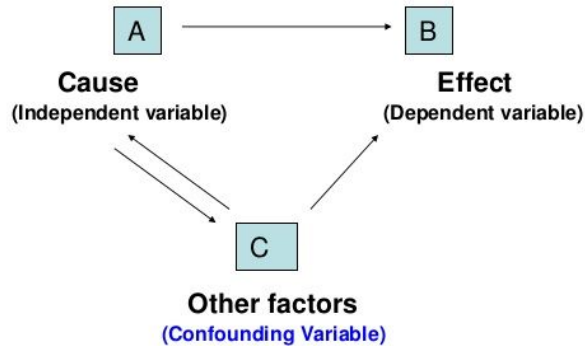 A
B
Cause
(Independent variable)
Effect
(Dependent variable)
C
Other factors
(Confounding Variable)